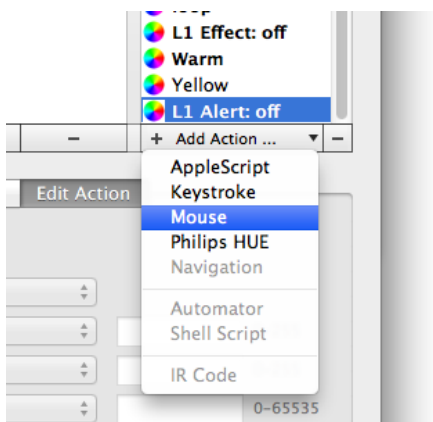 L1 Effect: off
Warm
Yellow
L1 Alert: off
− + Add Action ... ▼ −
AppleScript
Edit Action Keystroke
Mouse
Philips HUE
Navigation
Automator
Shell Script
IR Code
0-65535